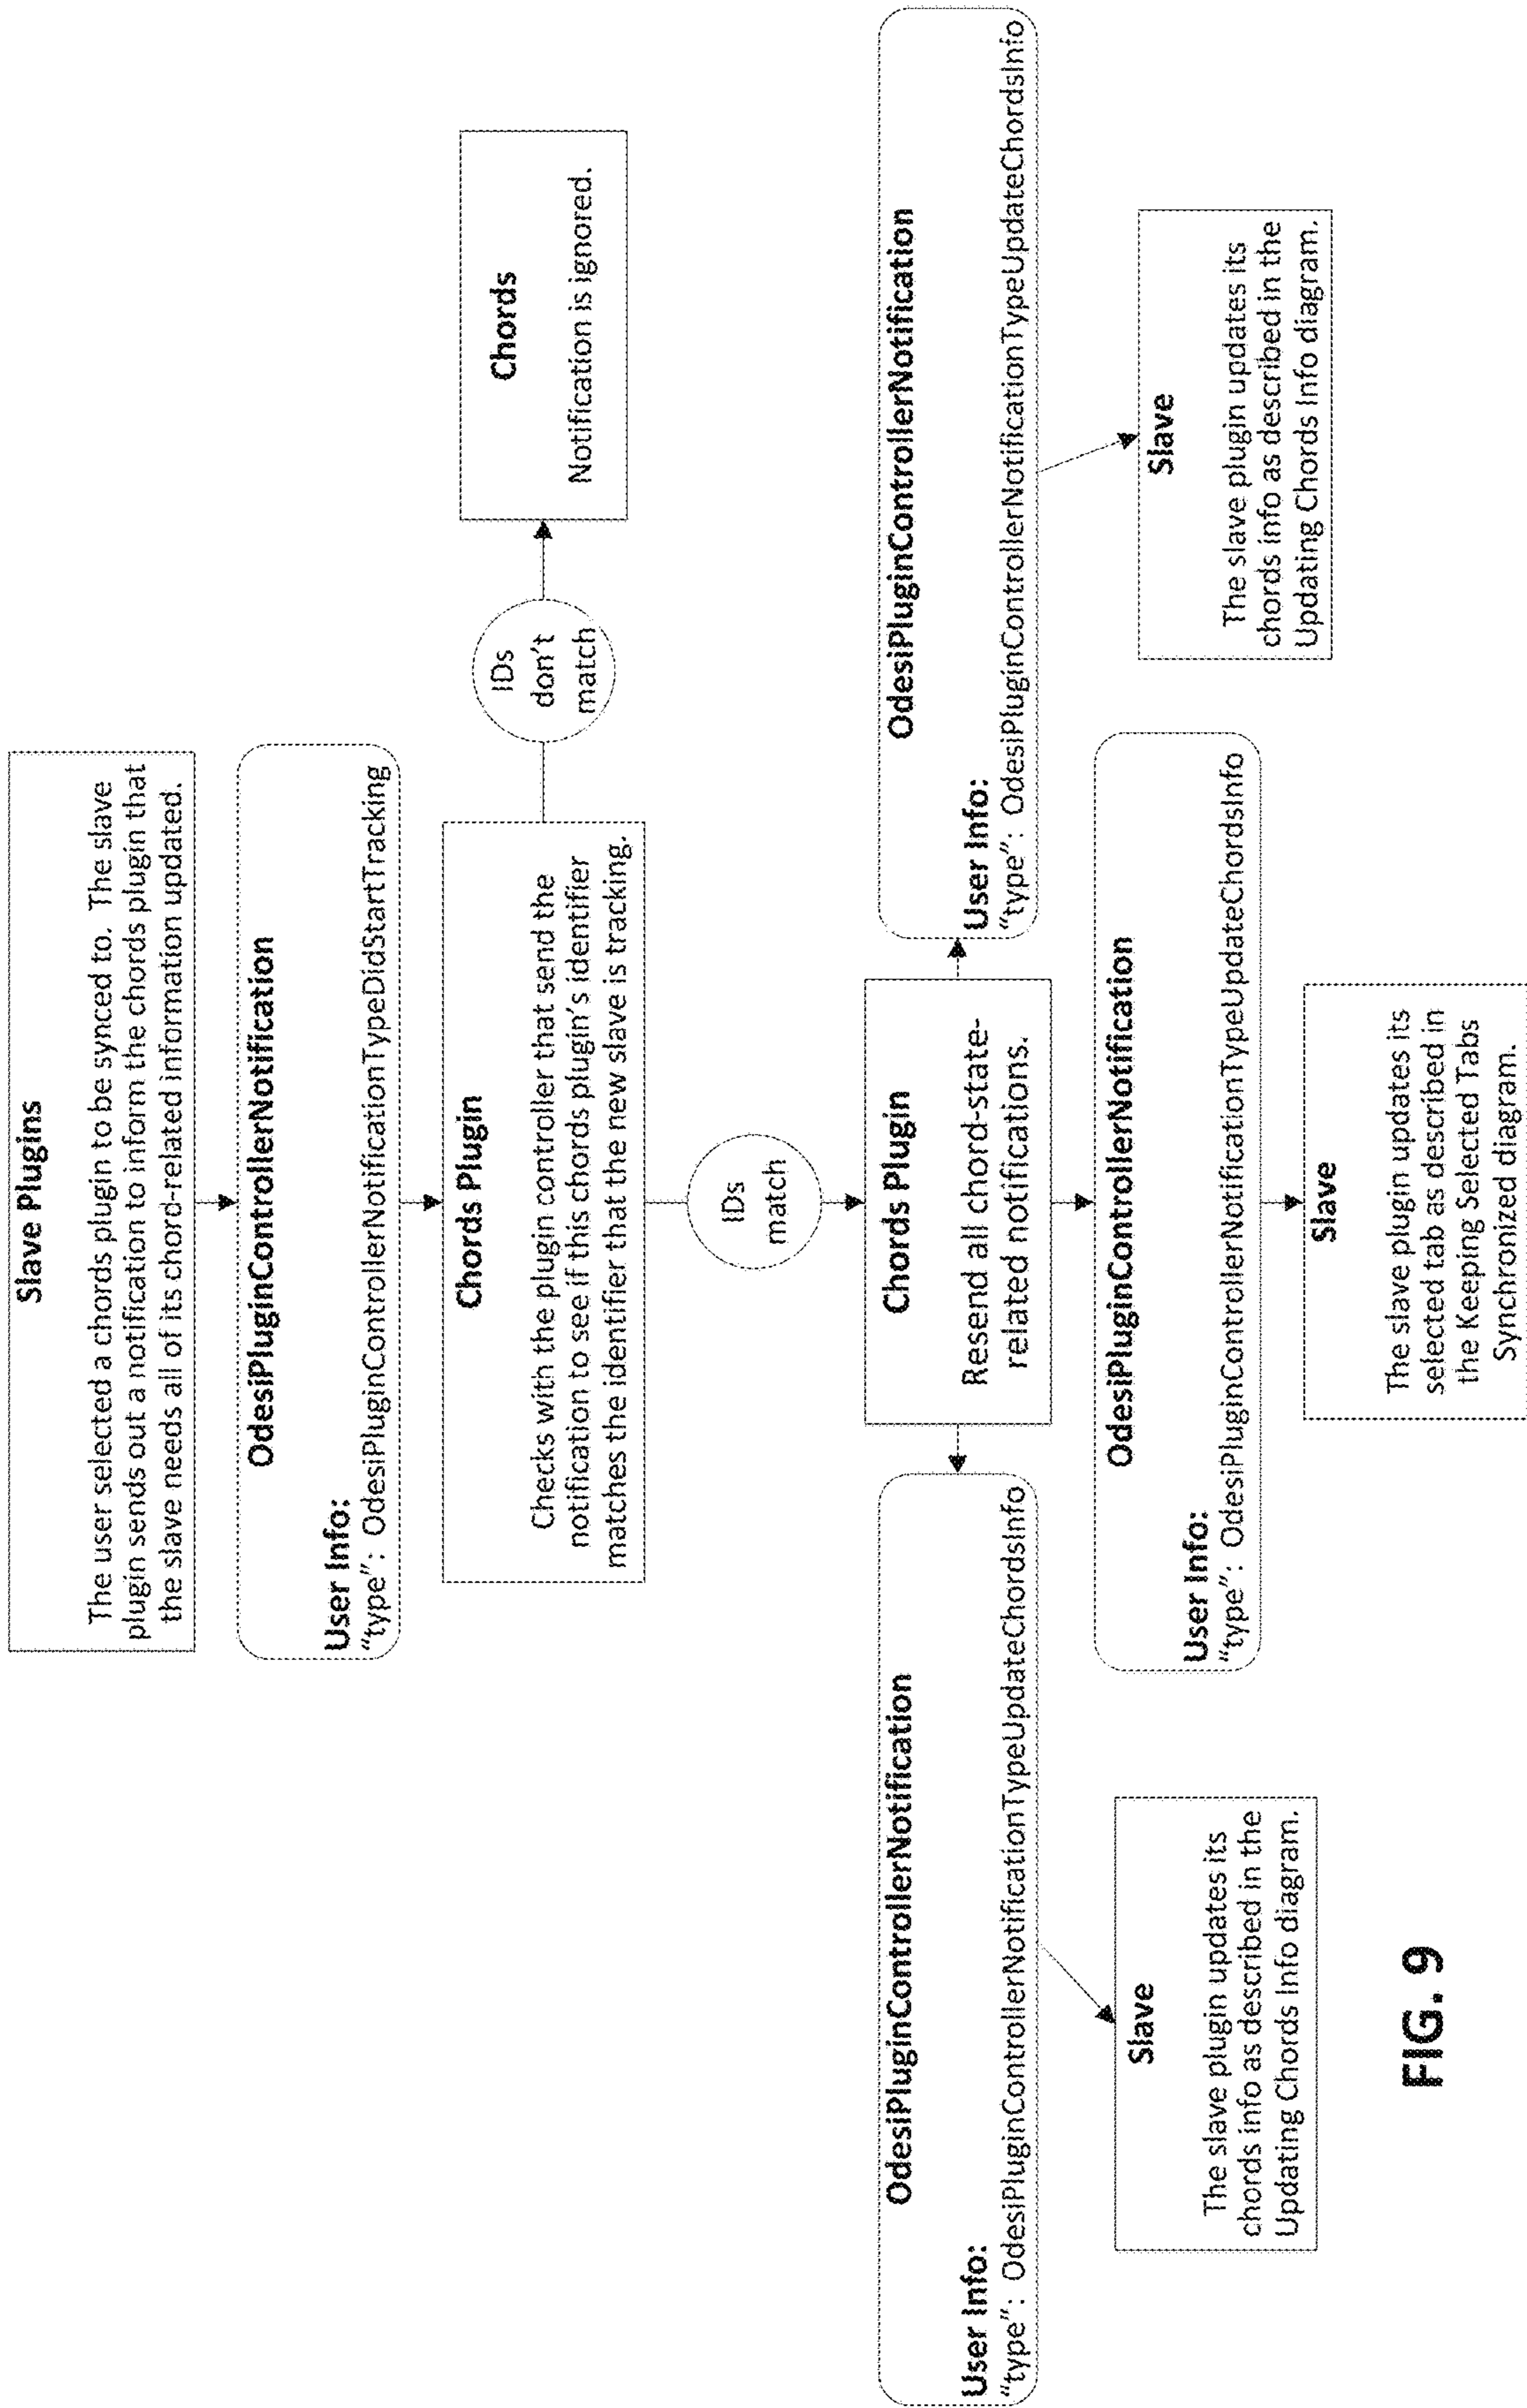 Slave Plugins
The user selected a chords plugin to be synced to. The slave
plugin sends out a notification to inform the chords plugin that
the slave needs all of its chord-related information updated.
OdesiPluginControllerNotification
User Info:
“type”: OdesiPluginControllerNotificationTypeDidStartTracking
Chords Plugin
Checks with the plugin controller that send the
notification to see if this chords plugin’s identifier
matches the identifier that the new slave is tracking.
IDs
don’t
match
Chords
Notification is ignored.
IDs
match
Chords Plugin
Resend all chord-state-
related notifications.
OdesiPluginControllerNotification
User Info:
“type”: OdesiPluginControllerNotificationTypeUpdateChordsInfo
Slave
The slave plugin updates its
chords info as described in the
Updating Chords Info diagram.
OdesiPluginControllerNotification
User Info:
“type”: OdesiPluginControllerNotificationTypeUpdateChordsInfo
Slave
The slave plugin updates its
selected tab as described in
the Keeping Selected Tabs
Synchronized diagram.
OdesiPluginControllerNotification
User Info:
“type”: OdesiPluginControllerNotificationTypeUpdateChordsInfo
Slave
The slave plugin updates its
chords info as described in the
Updating Chords Info diagram.
FIG. 9